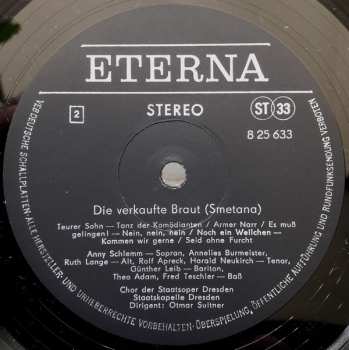 ETERNA
2
STEREO
ST 33
8 25 633
Die verkaufte Braut (Smetana)
Teurer Sohn — Tanz der Komödianten / Armer Narr / Es muß
gelingen! — Nein, nein, nein / Noch ein Weilchen —
Kommen wir gerne / Seid ohne Furcht
Anny Schlemm — Sopran, Annelies Burmeister,
Ruth Lange — Alt, Rolf Apreck, Harald Neukirch — Tenor,
Günther Leib — Bariton,
Theo Adam, Fred Teschler — Baß
Chor der Staatsoper Dresden
Staatskapelle Dresden
Dirigent: Otmar Suitner
VEB DEUTSCHE SCHALLPLATTEN · ALLE HERSTELLER- UND URHEBERRECHTE VORBEHALTEN · ÜBERSPIELUNG, ÖFFENTLICHE AUFFÜHRUNG UND RUNDFUNKSENDUNG VERBOTEN